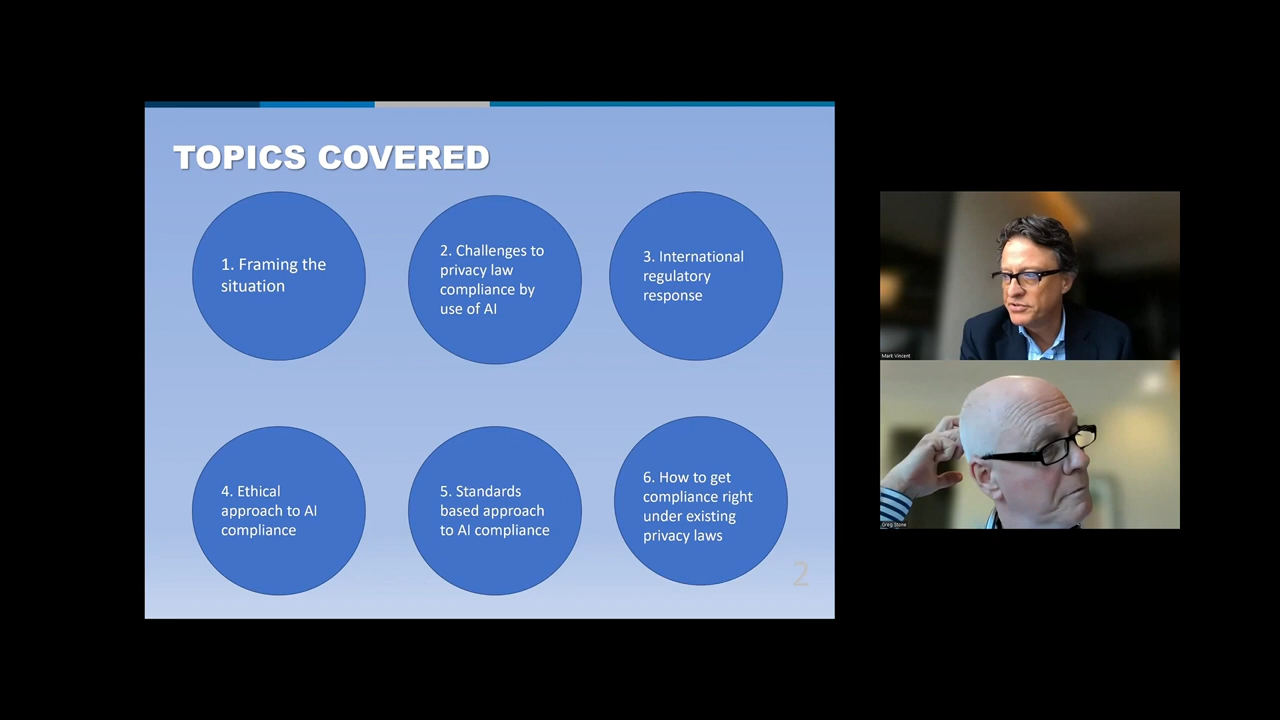 TOPICS COVERED
1. Framing the
situation
2. Challenges to
privacy law
compliance by
use of AI
3. International
regulatory
response
4. Ethical
approach to AI
compliance
5. Standards
based approach
to AI compliance
6. How to get
compliance right
under existing
privacy laws
2
Mark Vincent
Greg Stone